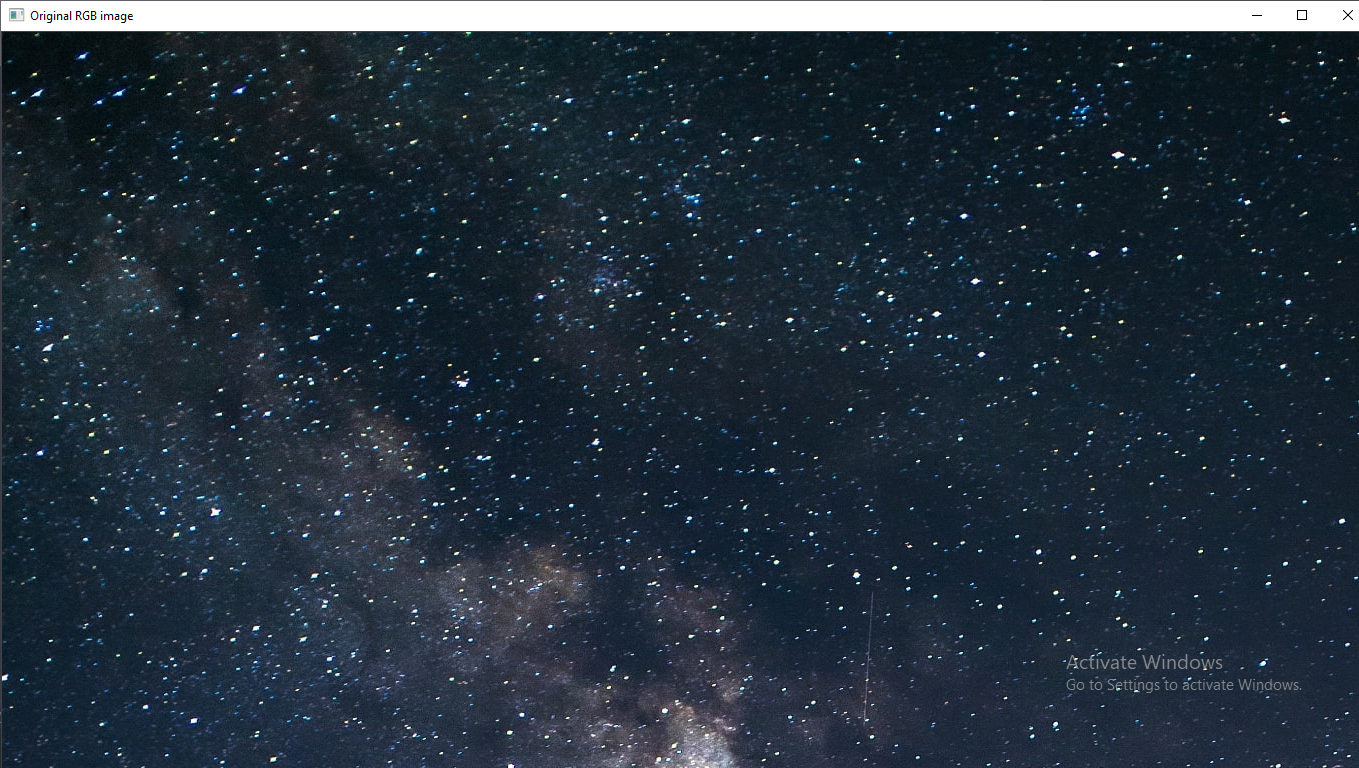 Original RGB image
Activate Windows
Go to Settings to activate Windows.